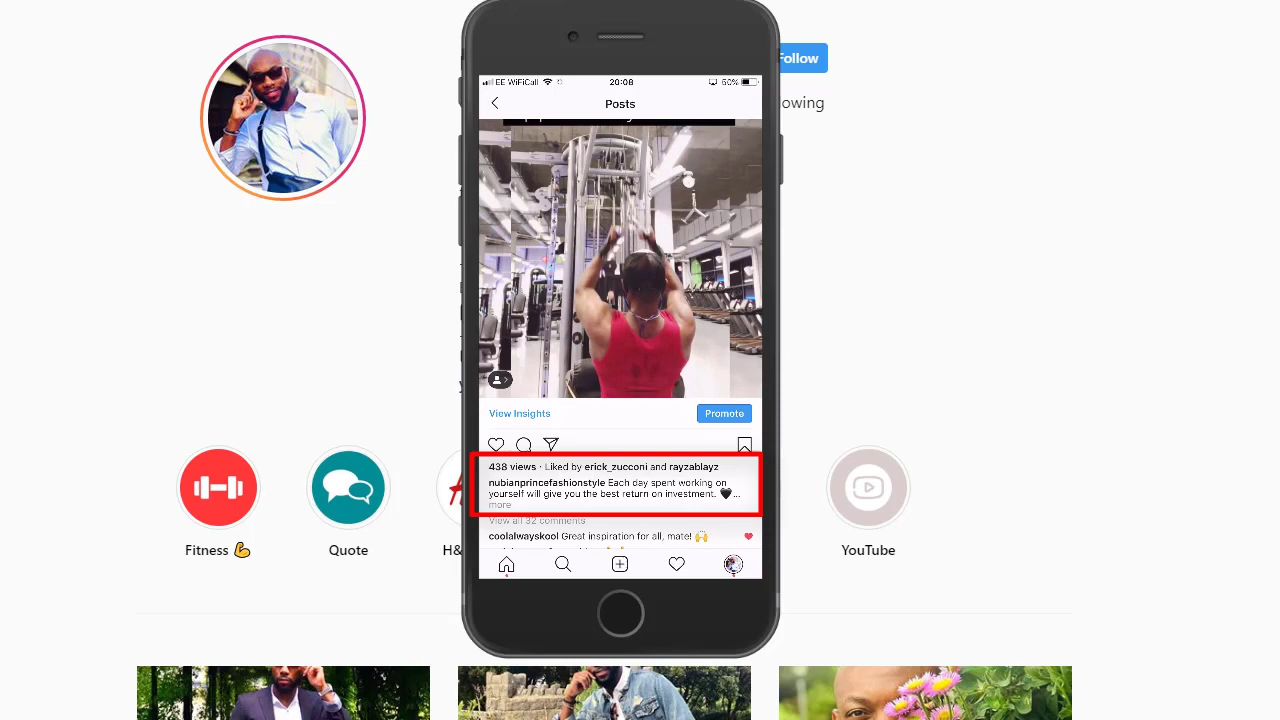 EE WiFiCall
20:08
50%
Posts
Follow
owing
View Insights
Promote
438 views · Liked by erick_zucconi and rayzablayz
nubianprincefashionstyle Each day spent working on
yourself will give you the best return on investment. 🖤...
more
View all 32 comments
coolalwayskool Great inspiration for all, mate! 🙌
Fitness 💪
Quote
H&
YouTube